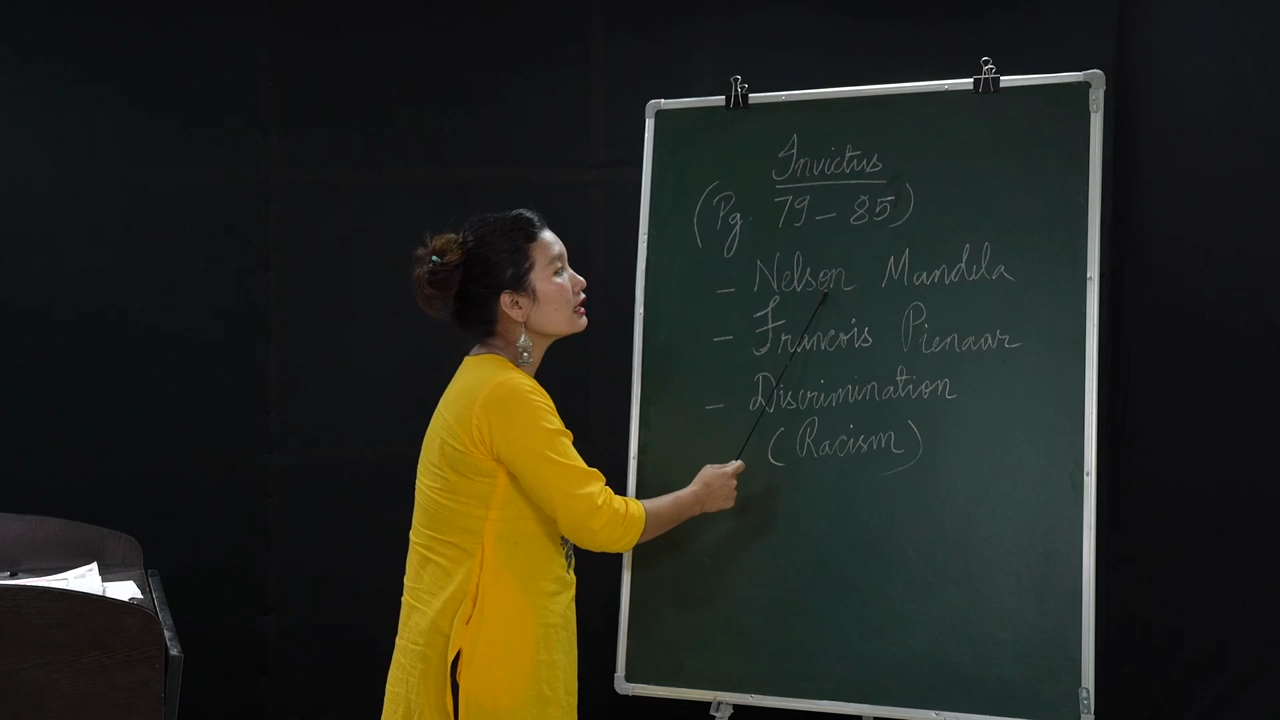 Invictus
(Pg. 79 - 85)
- Nelson Mandela
- Francois Pienaar
- Discrimination
(Racism)